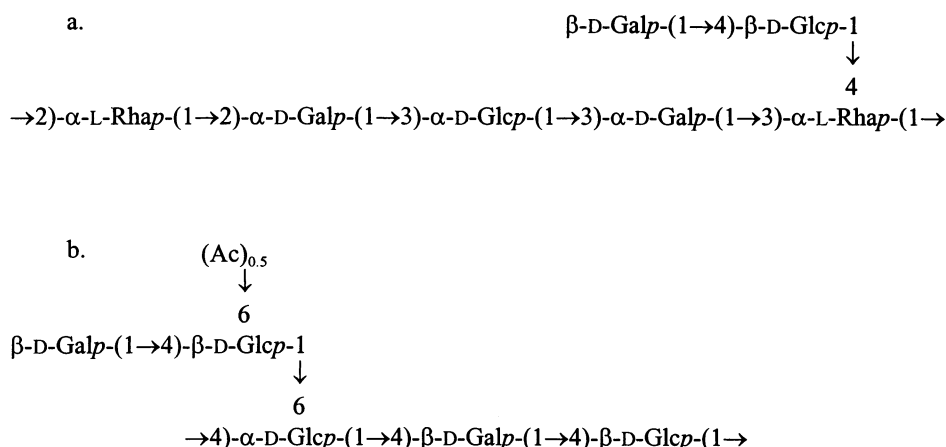 a.
β-D-Galp-(1→4)-β-D-Glcp-1
↓
4
→2)-α-L-Rhap-(1→2)-α-D-Galp-(1→3)-α-D-Glcp-(1→3)-α-D-Galp-(1→3)-α-L-Rhap-(1→
b.
(Ac)0.5
↓
6
β-D-Galp-(1→4)-β-D-Glcp-1
↓
6
→4)-α-D-Glcp-(1→4)-β-D-Galp-(1→4)-β-D-Glcp-(1→